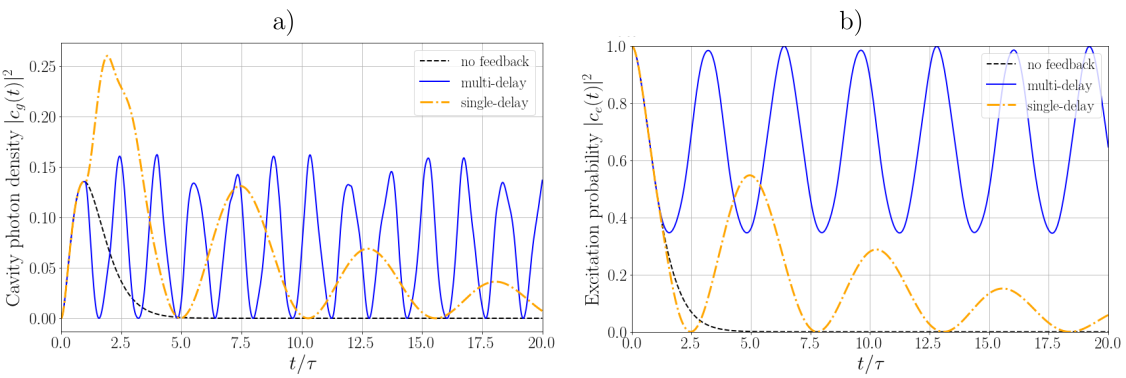 a)
Cavity photon density |c_g(t)|²
0.25
0.20
0.15
0.10
0.05
0.00
0.0 2.5 5.0 7.5 10.0 12.5 15.0 17.5 20.0
t/τ
no feedback
multi-delay
single-delay
b)
Excitation probability |c_e(t)|²
1.0
0.8
0.6
0.4
0.2
0.0
0.0 2.5 5.0 7.5 10.0 12.5 15.0 17.5 20.0
t/τ
no feedback
multi-delay
single-delay